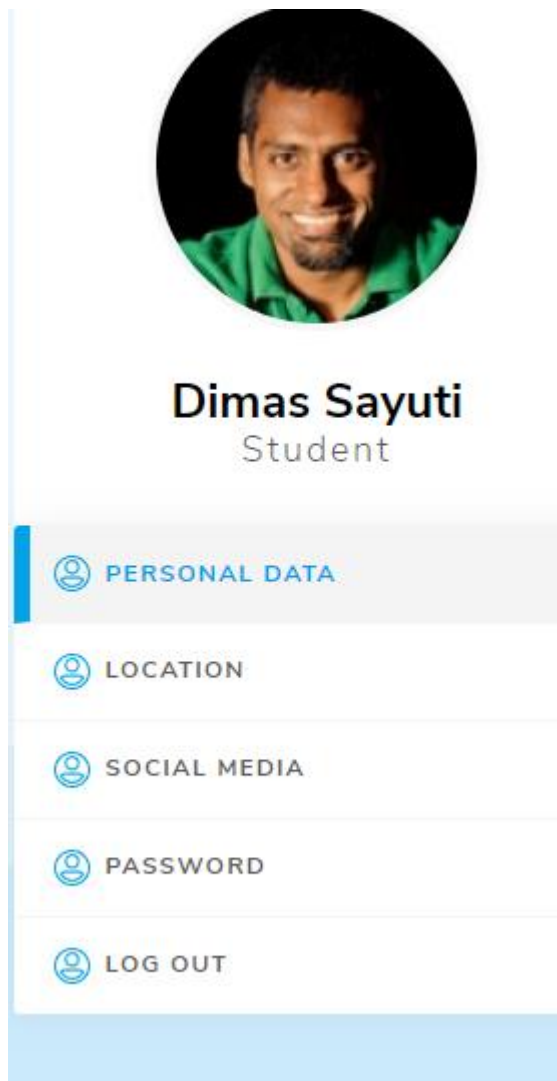 Dimas Sayuti
Student
PERSONAL DATA
LOCATION
SOCIAL MEDIA
PASSWORD
LOG OUT